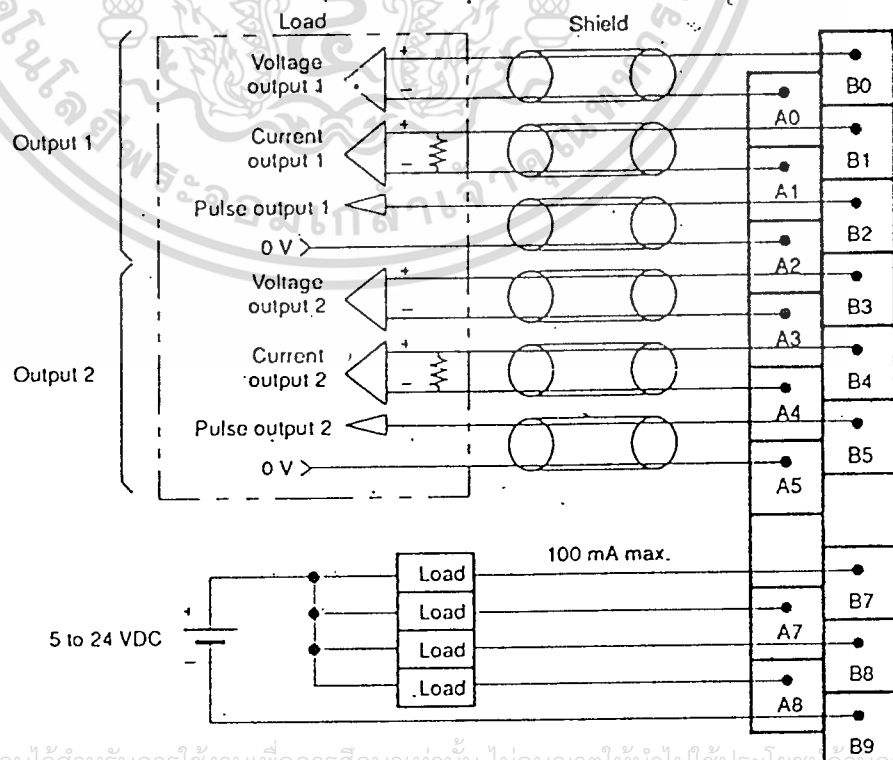 Load
Shield
Voltage
output 1
+
−
B0
A0
Output 1
Current
output 1
+
−
B1
A1
Pulse output 1
B2
0 V
A2
Voltage
output 2
+
−
B3
A3
Output 2
Current
output 2
+
−
B4
A4
Pulse output 2
B5
0 V
A5
100 mA max.
Load
B7
+
5 to 24 VDC
−
Load
A7
Load
B8
Load
A8
B9